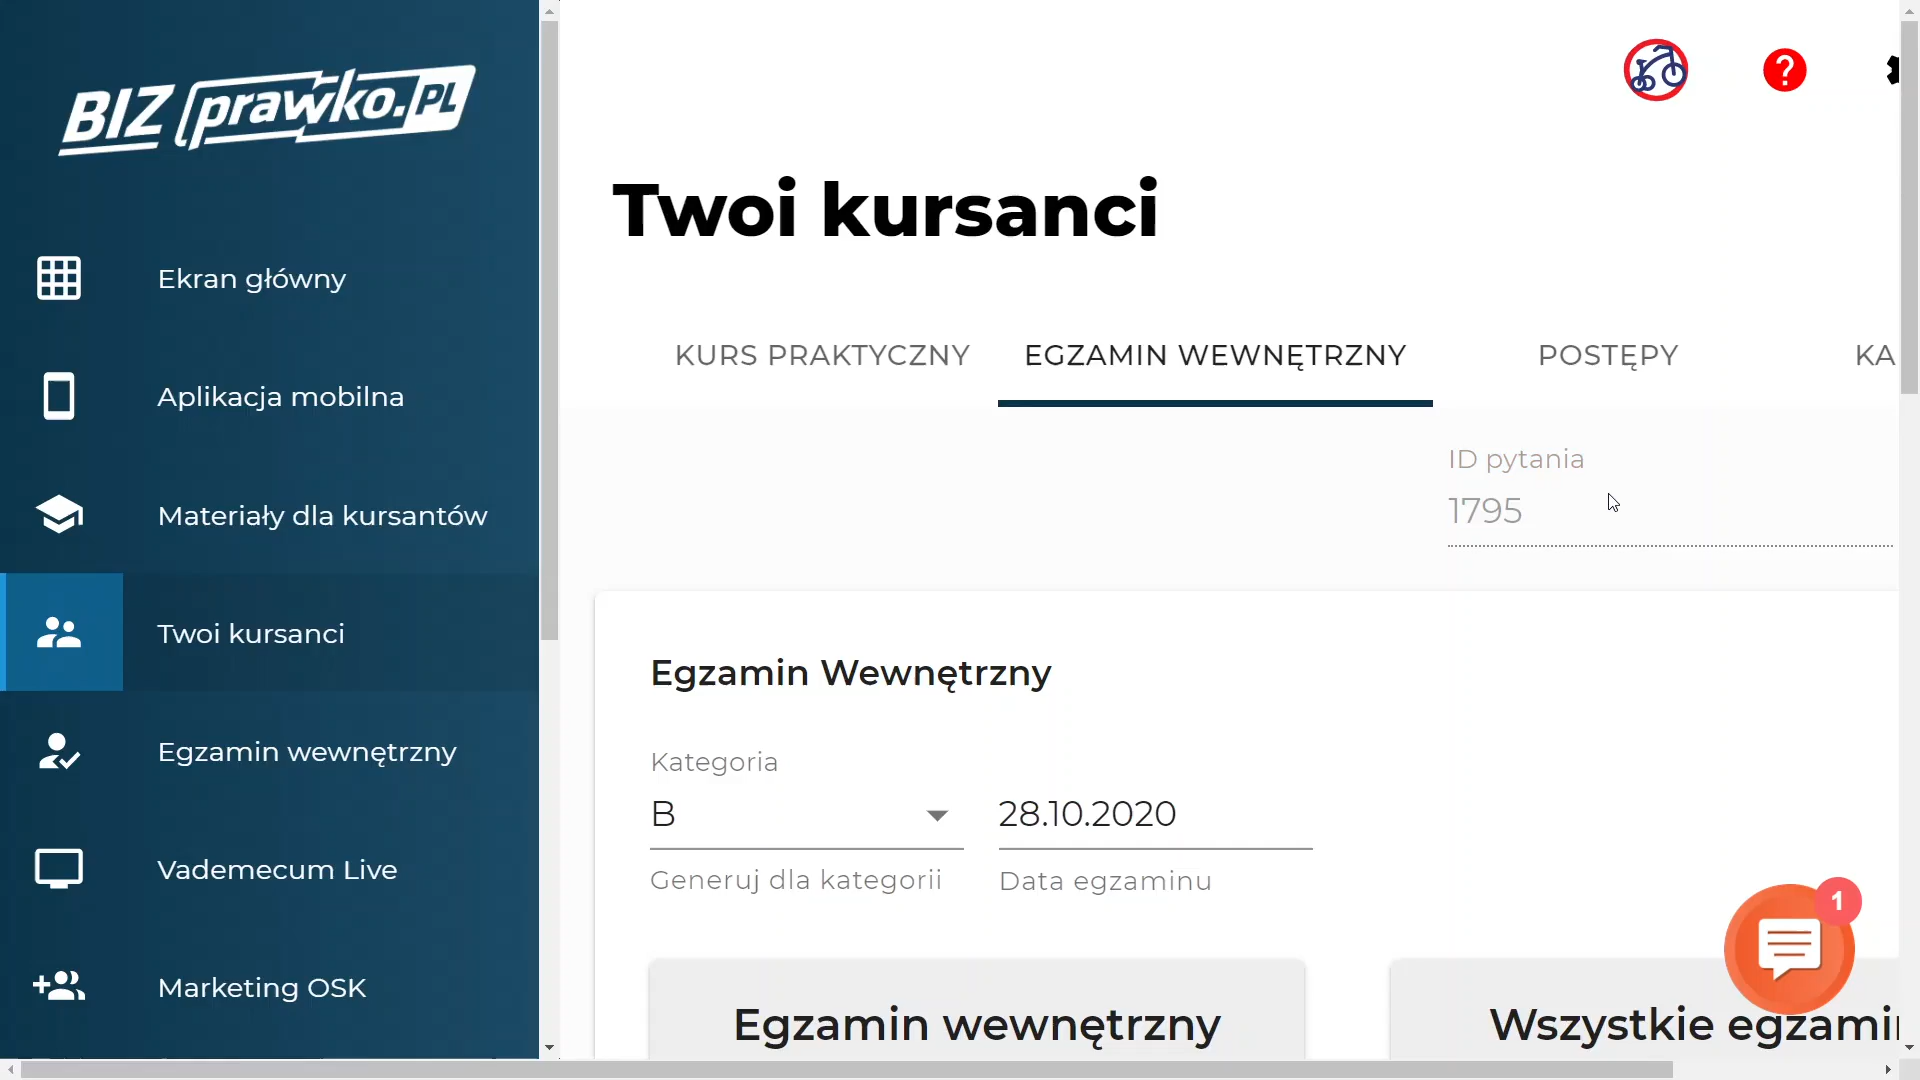 BIZ prawko.PL
Ekran główny
Aplikacja mobilna
Materiały dla kursantów
Twoi kursanci
Egzamin wewnętrzny
Vademecum Live
Marketing OSK
?
Twoi kursanci
KURS PRAKTYCZNY EGZAMIN WEWNĘTRZNY POSTĘPY KA
ID pytania
1795
Egzamin Wewnętrzny
Kategoria
B 28.10.2020
Generuj dla kategorii Data egzaminu
1
Egzamin wewnętrzny Wszystkie egzamin